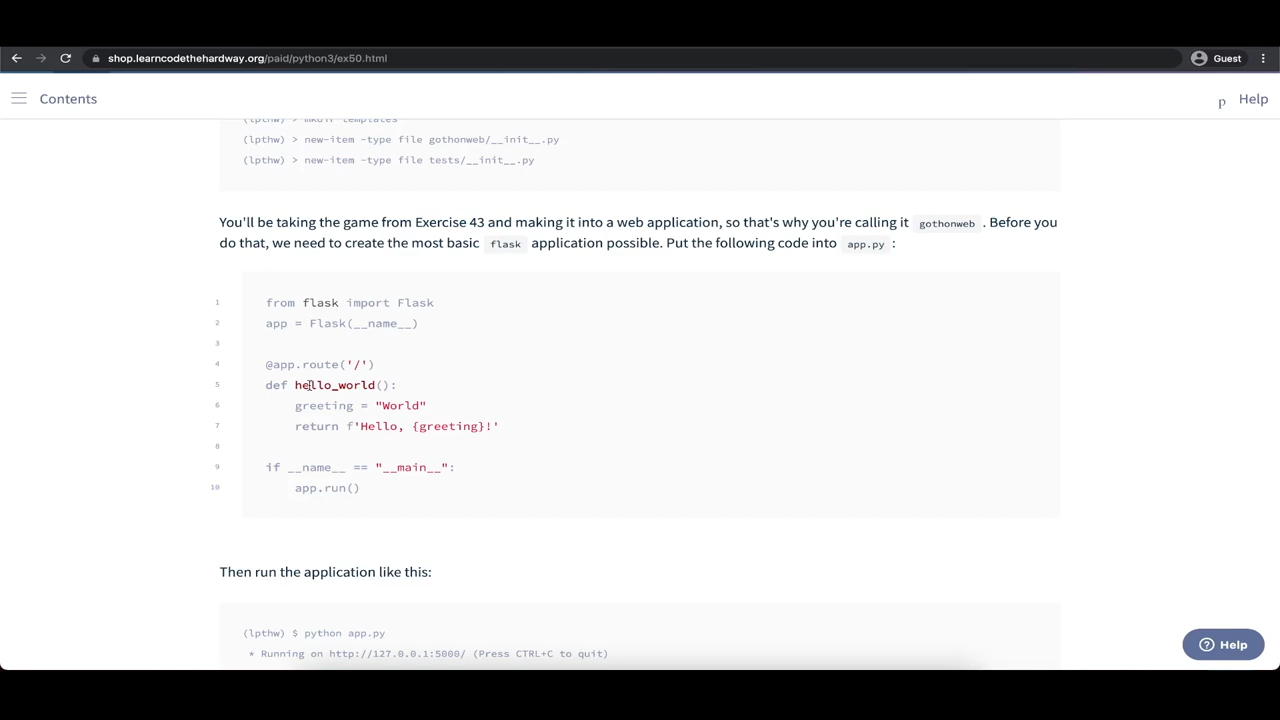 shop.learncodethehardway.org/paid/python3/ex50.html
Guest
Contents
p
Help
(lpthw) > mkdir templates
(lpthw) > new-item -type file gothonweb/__init__.py
(lpthw) > new-item -type file tests/__init__.py
You'll be taking the game from Exercise 43 and making it into a web application, so that's why you're calling it gothonweb . Before you
do that, we need to create the most basic flask application possible. Put the following code into app.py :
1 from flask import Flask
2 app = Flask(__name__)
3
4 @app.route('/')
5 def hello_world():
6 greeting = "World"
7 return f'Hello, {greeting}!'
8
9 if __name__ == "__main__":
10 app.run()
Then run the application like this:
(lpthw) $ python app.py
* Running on http://127.0.0.1:5000/ (Press CTRL+C to quit)
Help